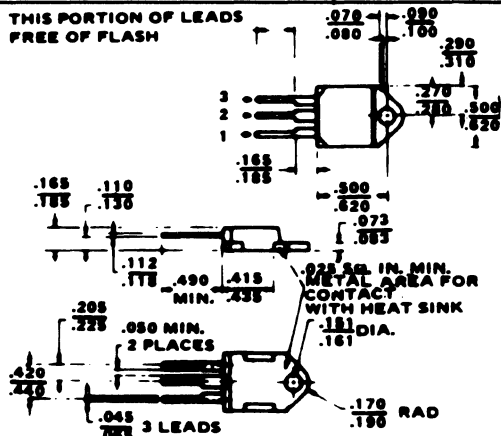 THIS PORTION OF LEADS
FREE OF FLASH
.070
.080
.090
.100
.290
.310
.270
.280
.500
.620
3
2
1
.165
.185
.500
.620
.165
.185
.110
.130
.073
.083
.112
.118
.490
MIN.
.415
.435
.025 SQ. IN. MIN.
METAL AREA FOR
CONTACT
WITH HEAT SINK
.205
.225
.050 MIN.
2 PLACES
.151
.161 DIA.
.420
.440
.170
.190 RAD
.045
3 LEADS